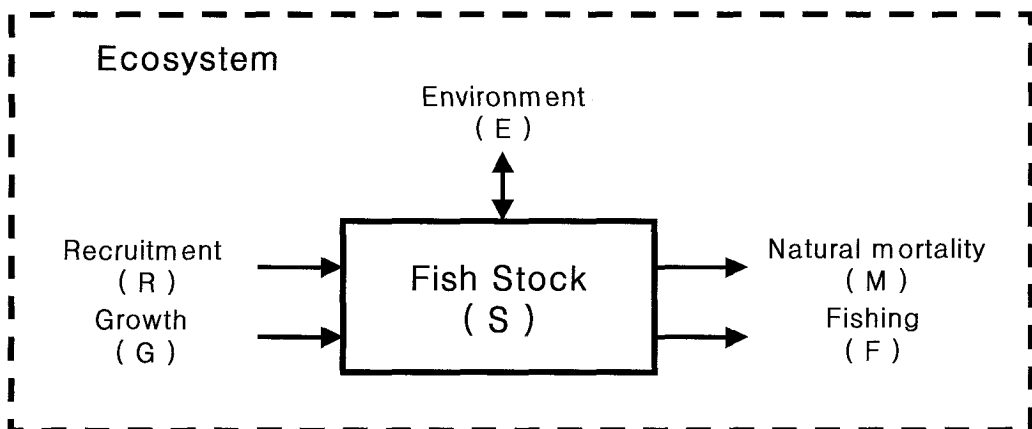 Ecosystem
Environment
( E )
Recruitment
( R )
Growth
( G )
Fish Stock
( S )
Natural mortality
( M )
Fishing
( F )